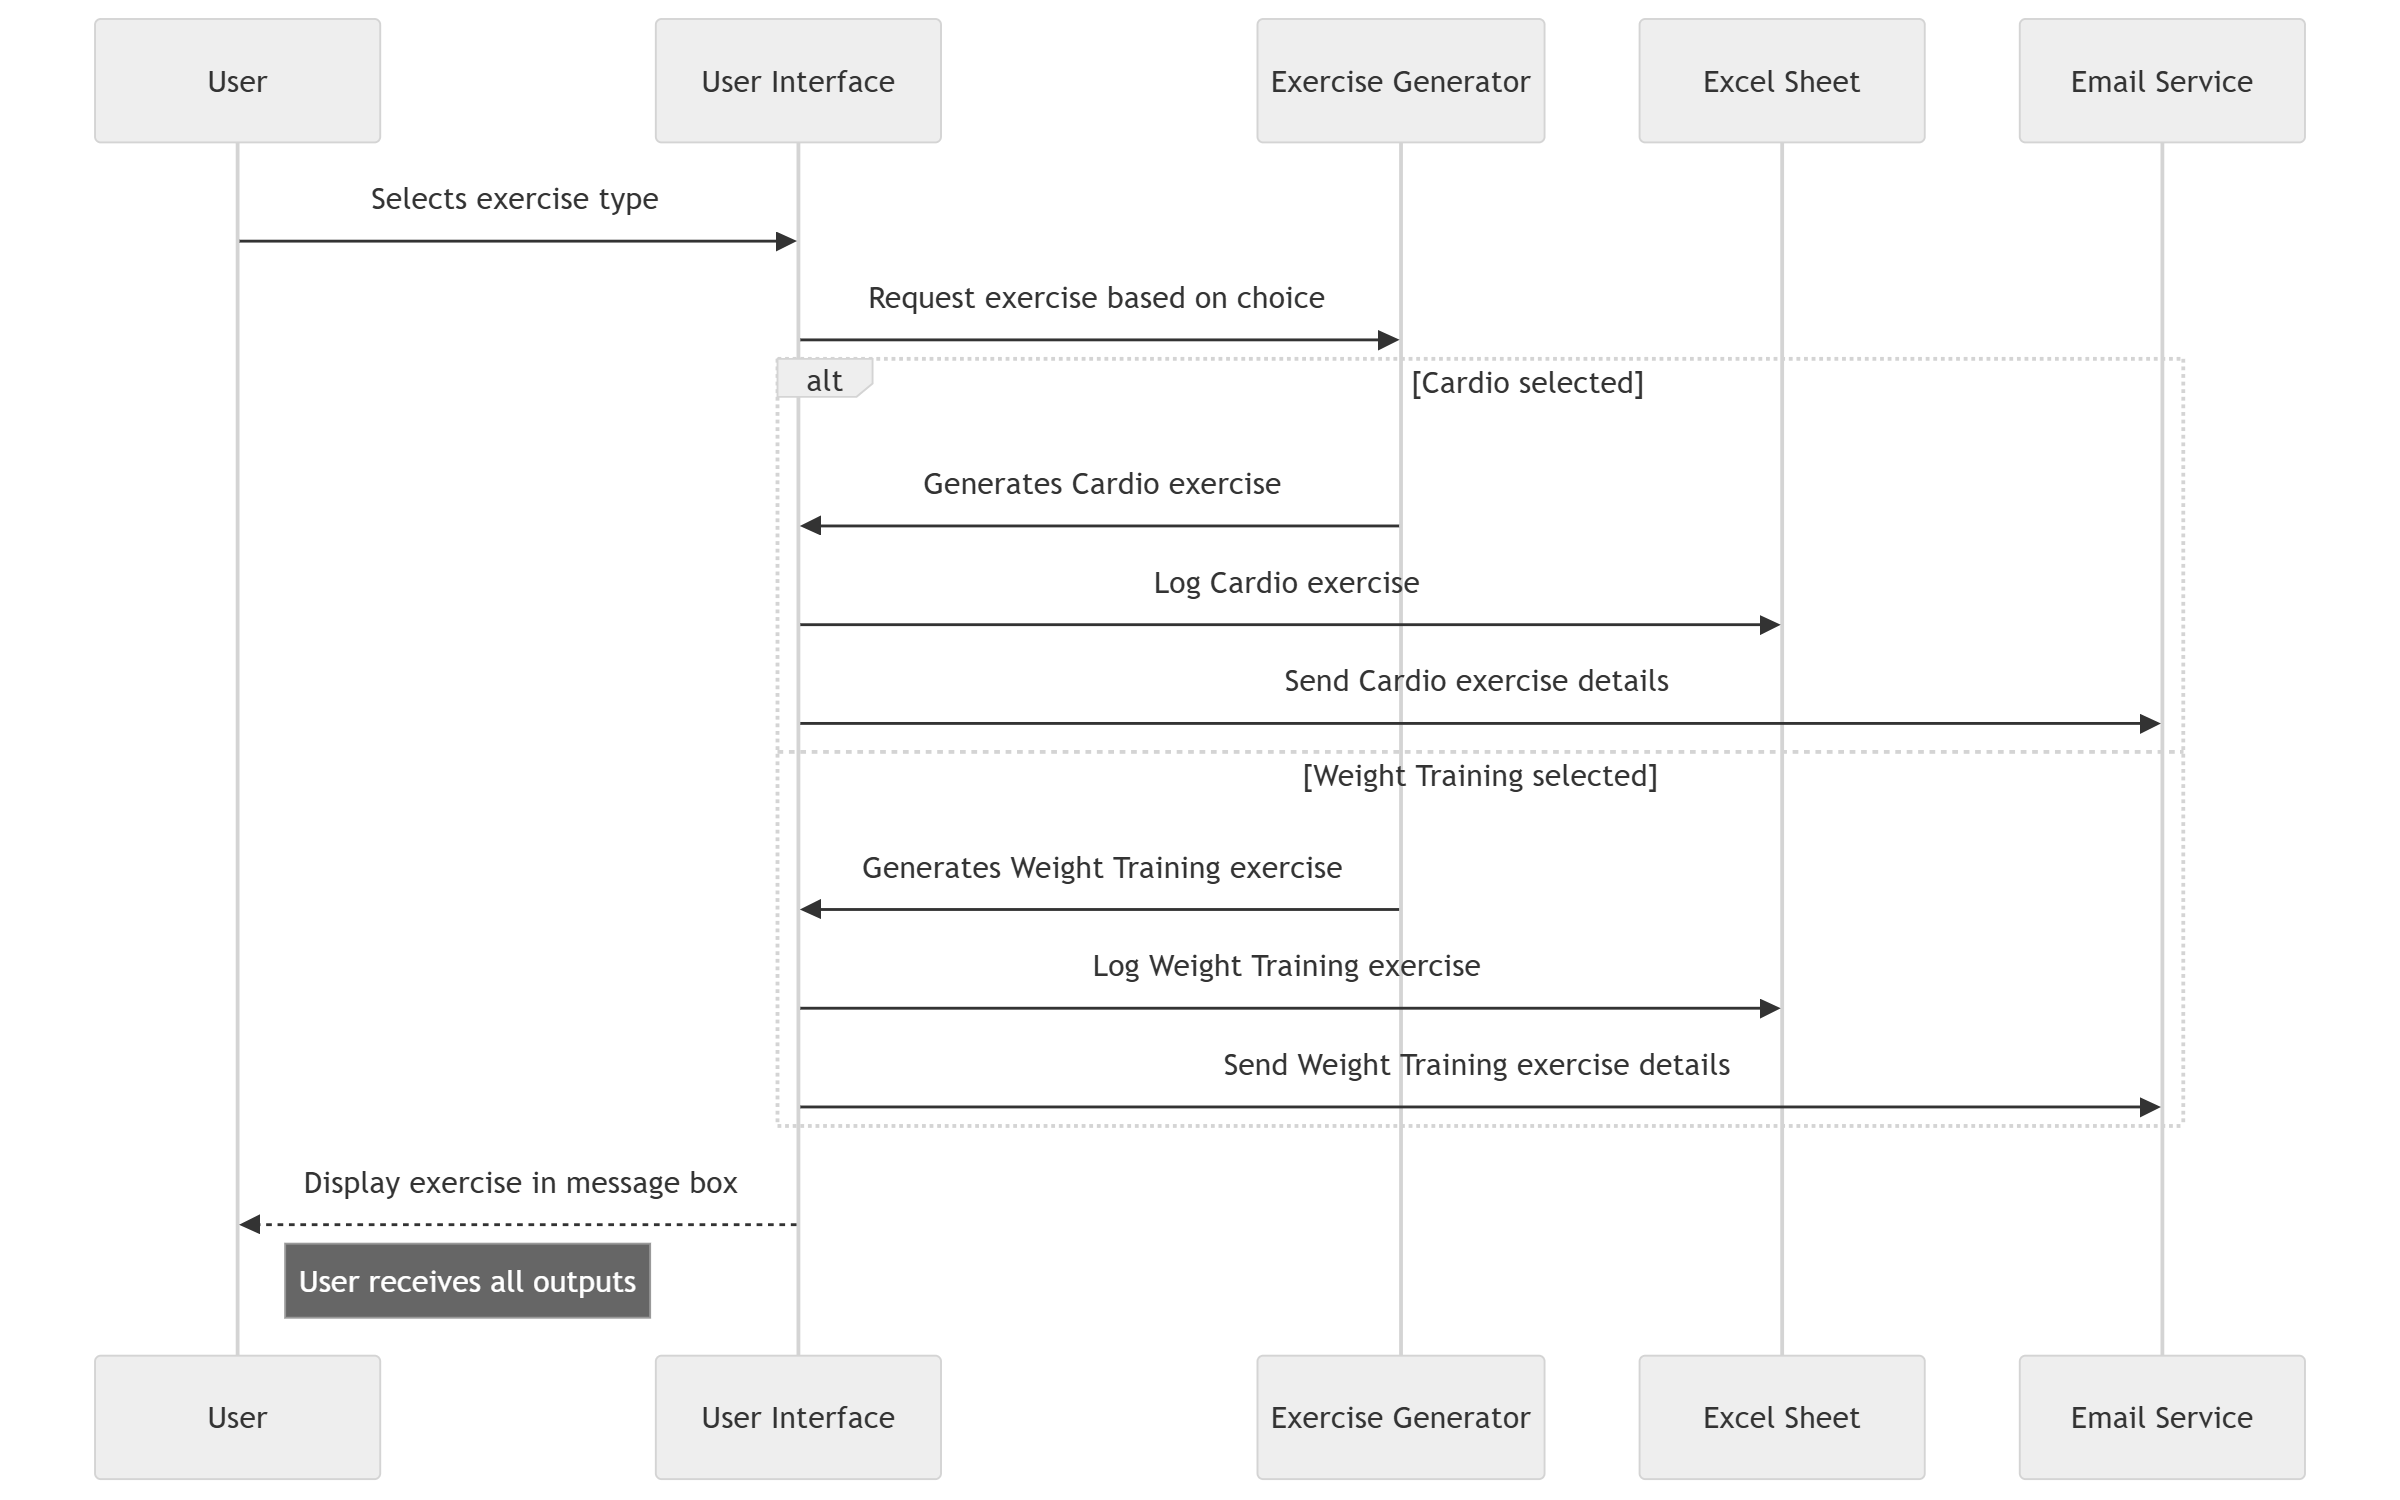 User
User Interface
Exercise Generator
Excel Sheet
Email Service
Selects exercise type
Request exercise based on choice
alt
[Cardio selected]
Generates Cardio exercise
Log Cardio exercise
Send Cardio exercise details
[Weight Training selected]
Generates Weight Training exercise
Log Weight Training exercise
Send Weight Training exercise details
Display exercise in message box
User receives all outputs
User
User Interface
Exercise Generator
Excel Sheet
Email Service